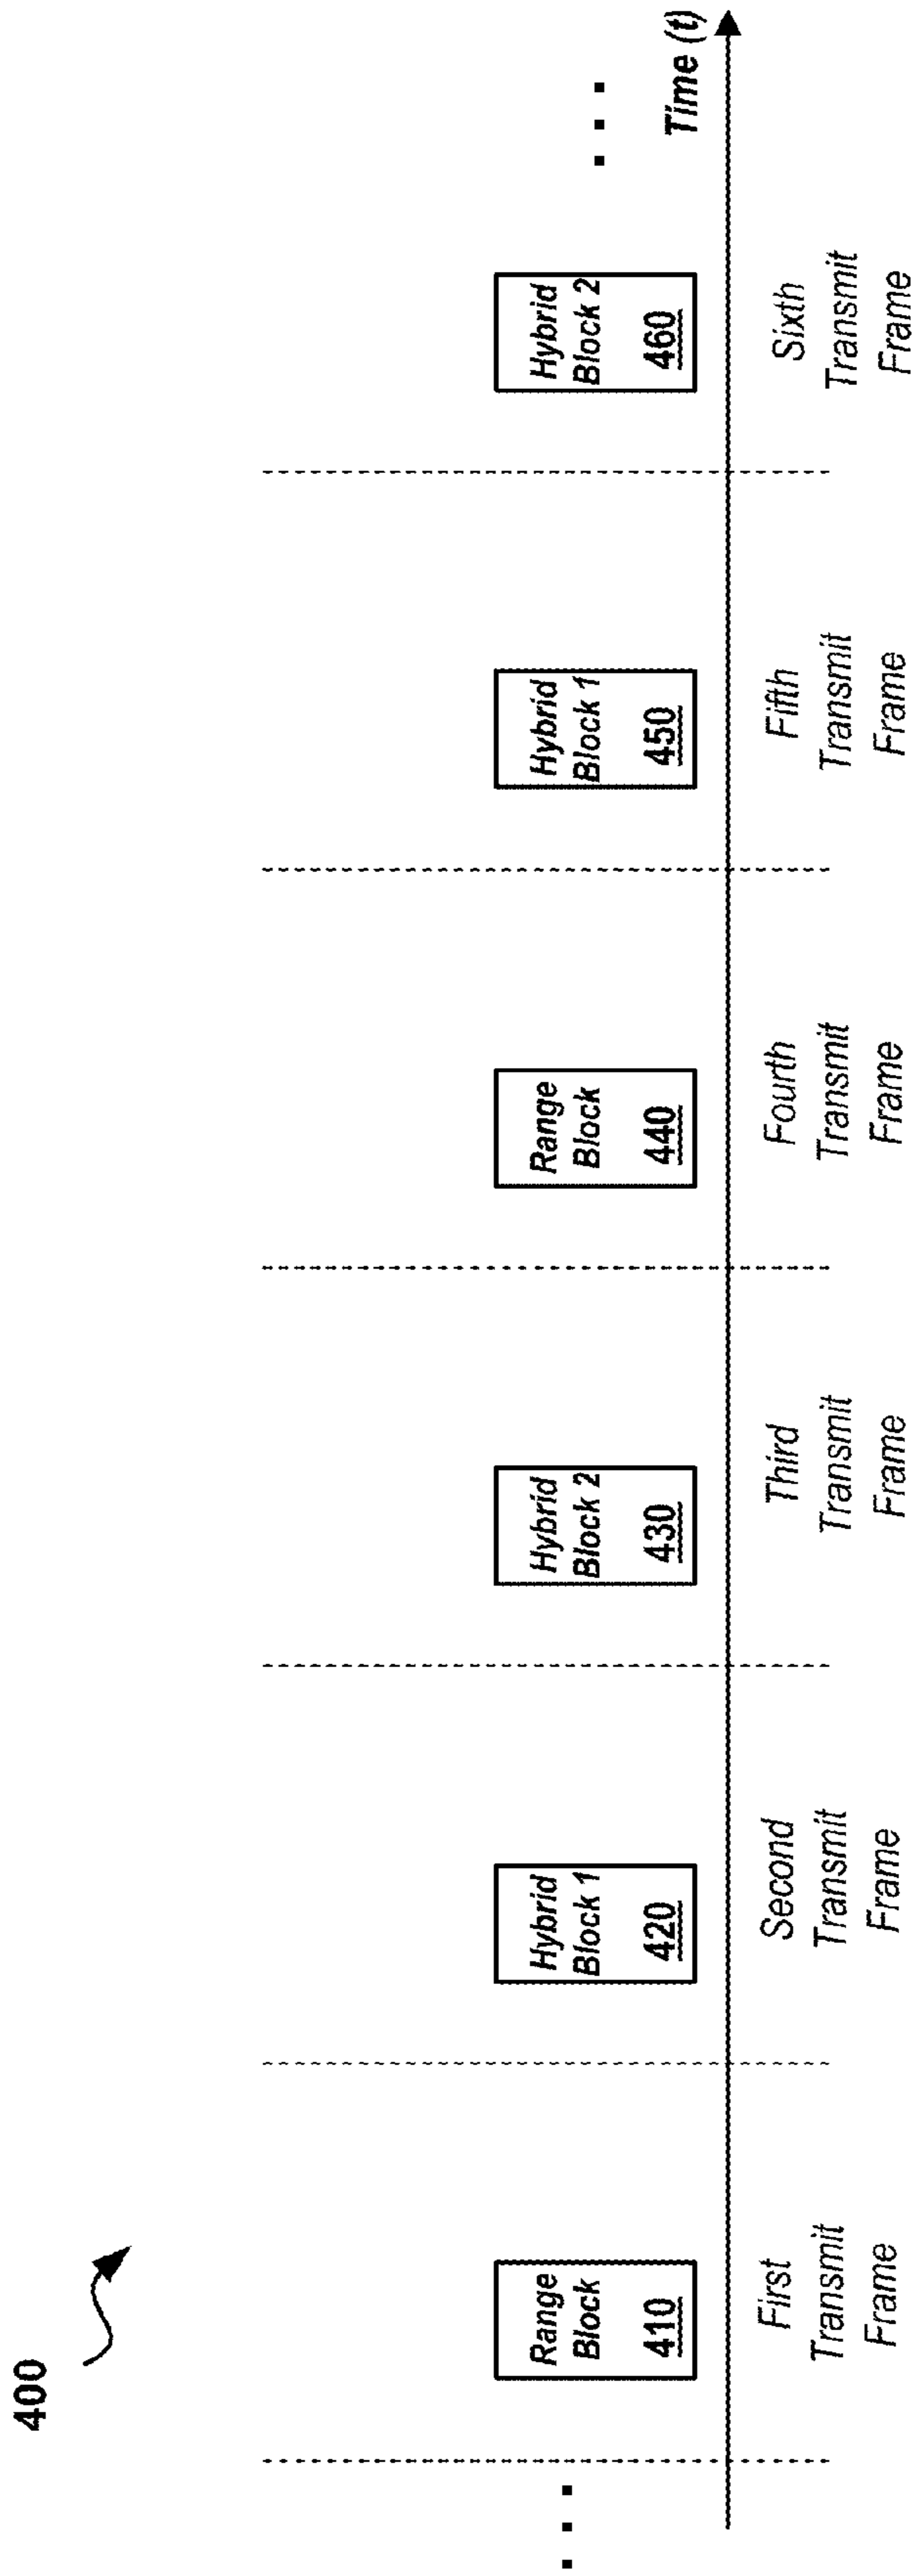 400
Range
Block
410
Hybrid
Block 1
420
Hybrid
Block 2
430
Range
Block
440
Hybrid
Block 1
450
Hybrid
Block 2
460
. . .
. . .
Time (t)
First
Transmit
Frame
Second
Transmit
Frame
Third
Transmit
Frame
Fourth
Transmit
Frame
Fifth
Transmit
Frame
Sixth
Transmit
Frame